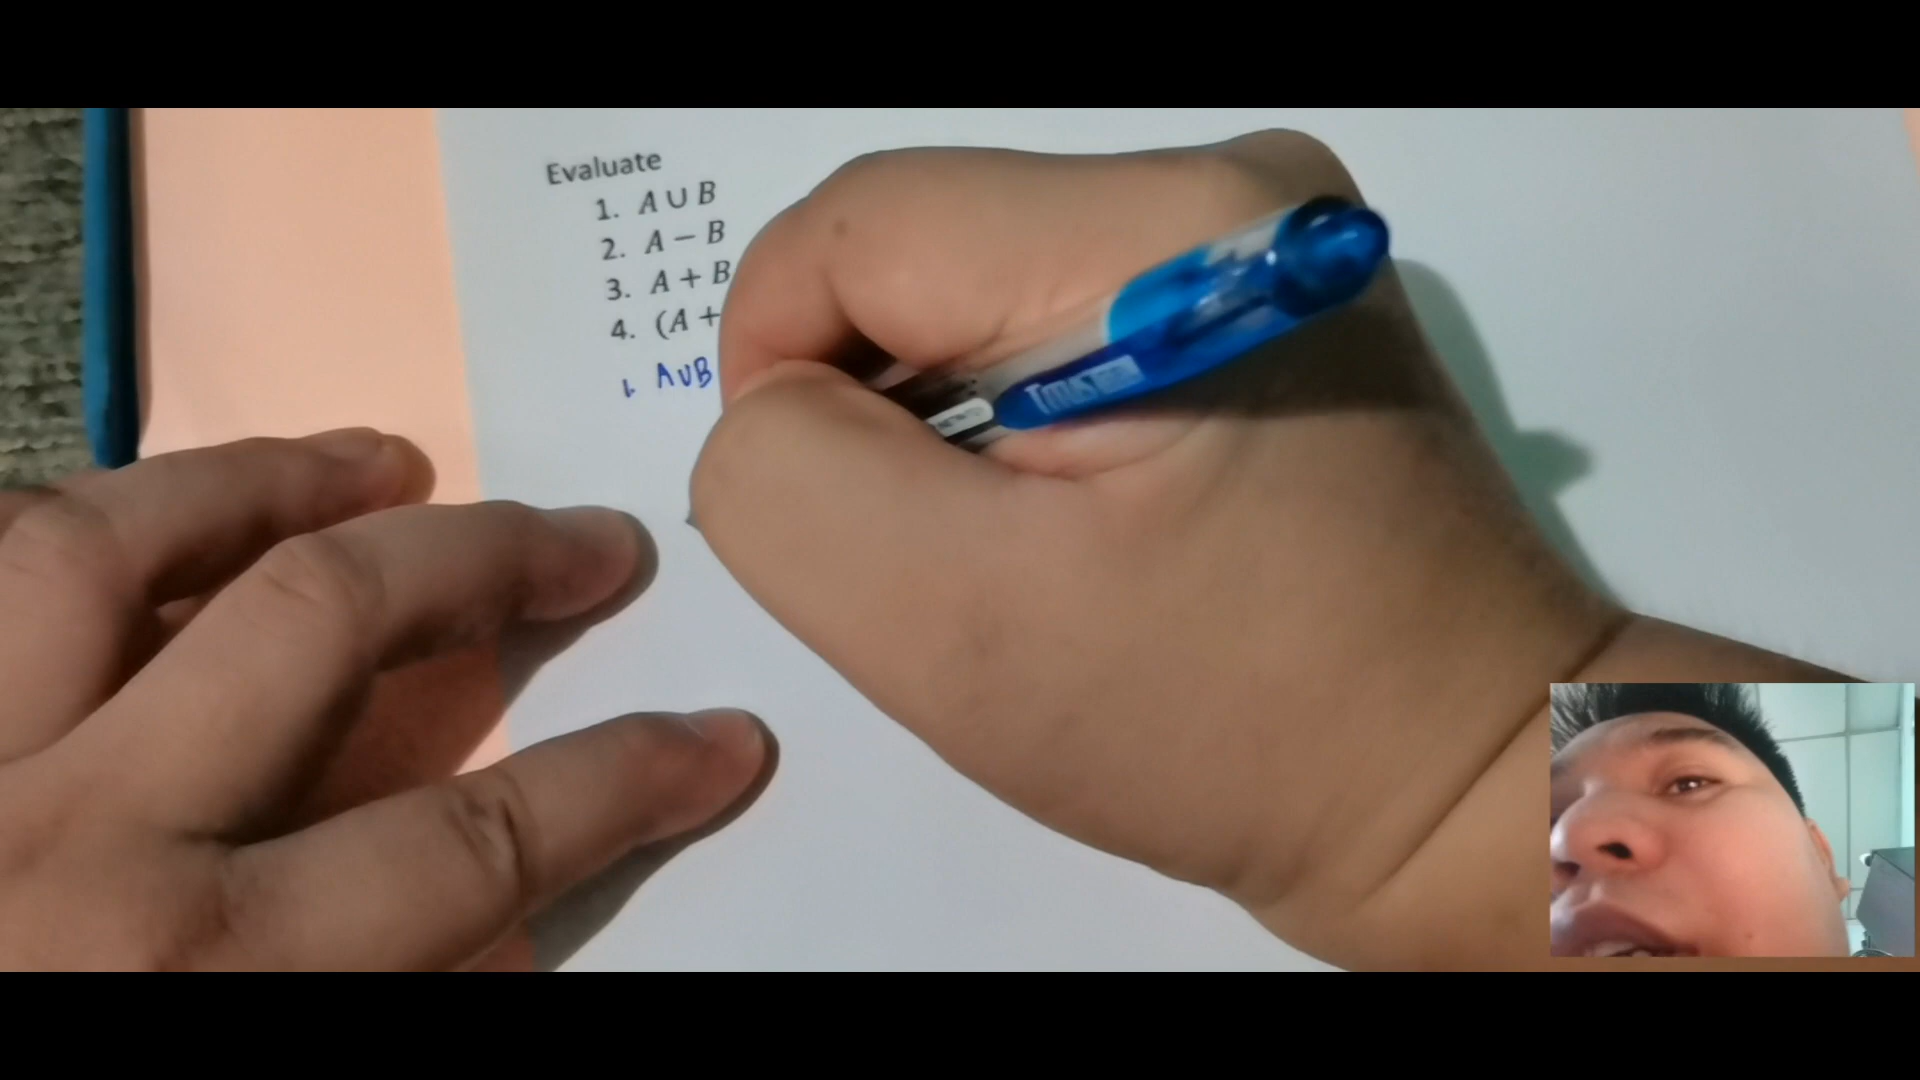 Evaluate
1. A ∪ B
2. A − B
3. A + B
4. (A +
1. A∪B